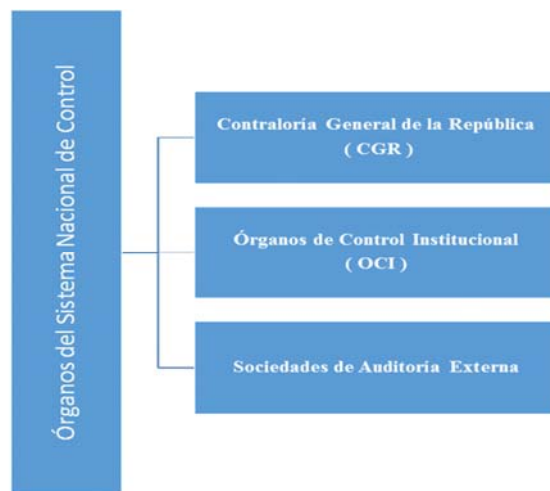 Órganos del Sistema Nacional de Control
Contraloría General de la República
( CGR )
Órganos de Control Institucional
( OCI )
Sociedades de Auditoría Externa